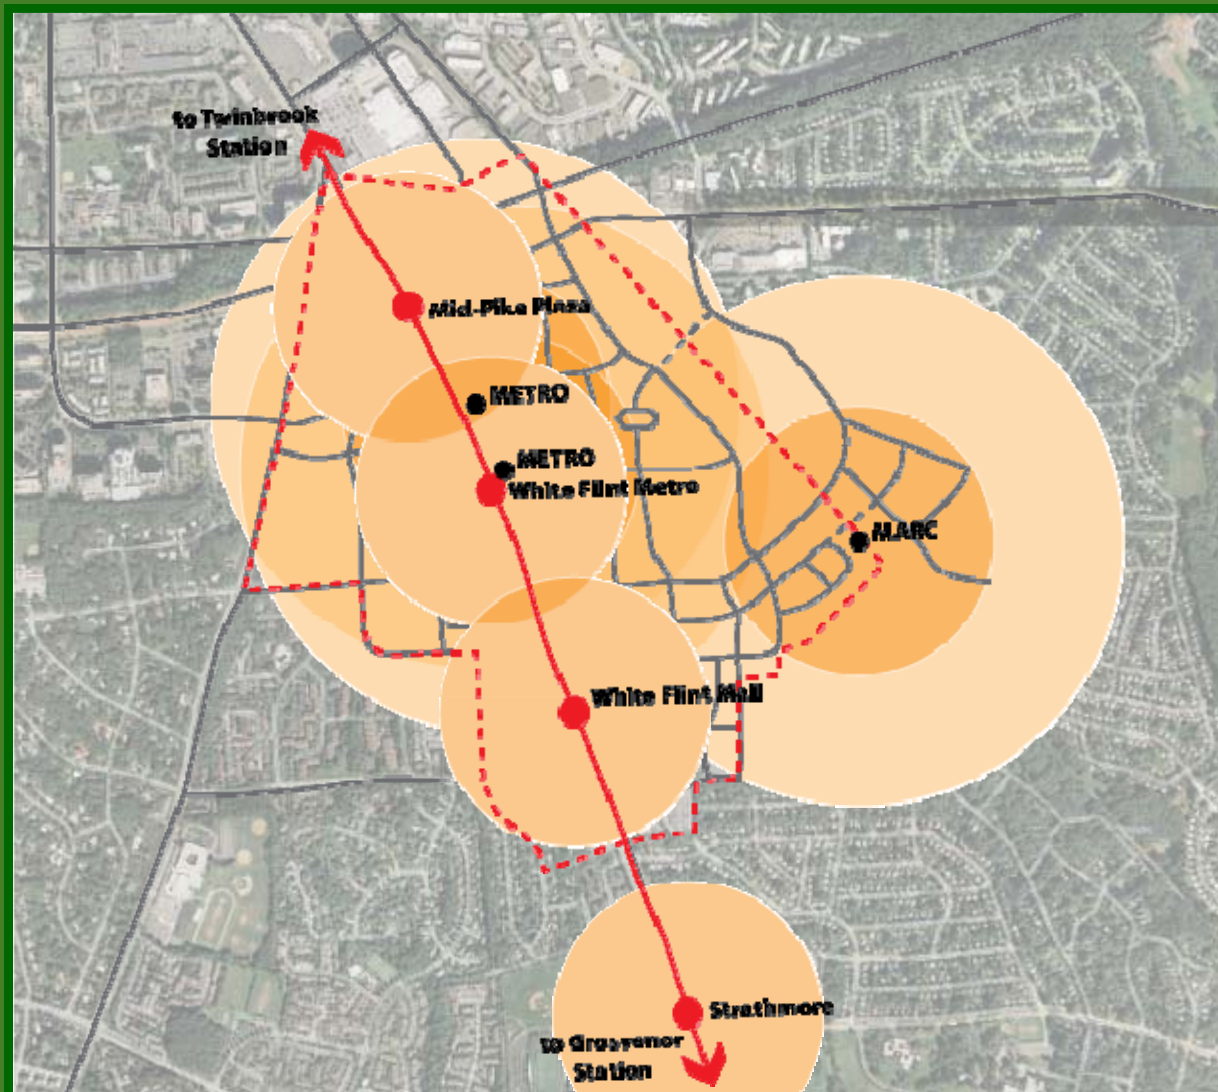 to Twinbrook
Station
Mid-Pike Plaza
METRO
METRO
White Flint Metro
MARC
White Flint Mall
Strathmore
to Grosvenor
Station